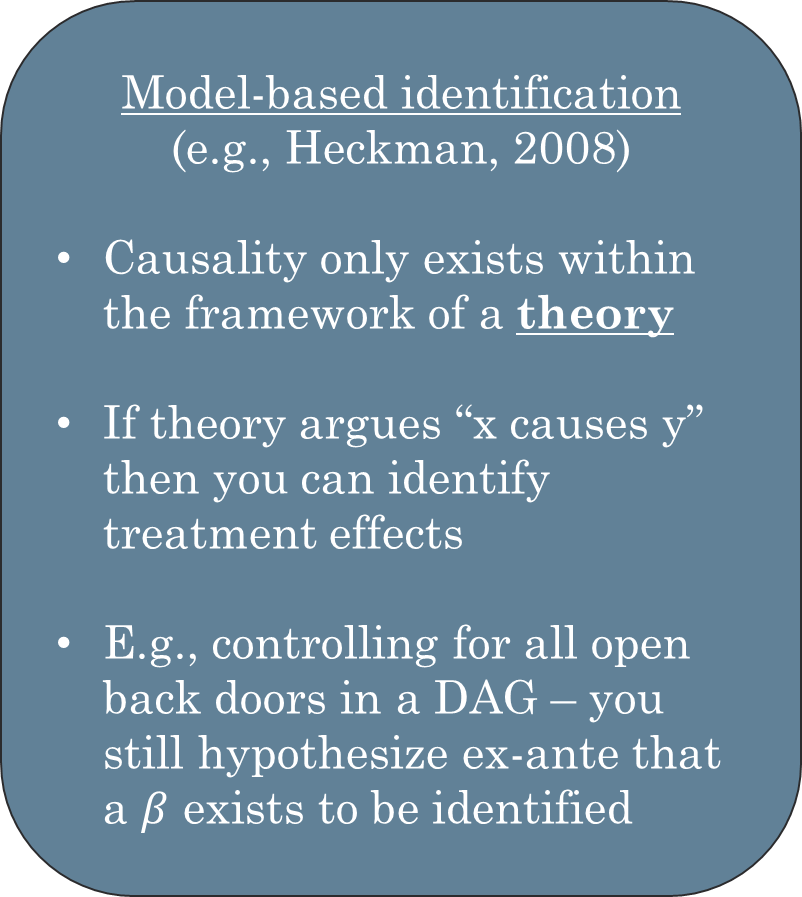 Model-based identification
(e.g., Heckman, 2008)
• Causality only exists within
the framework of a theory
• If theory argues “x causes y”
then you can identify
treatment effects
• E.g., controlling for all open
back doors in a DAG – you
still hypothesize ex-ante that
a β exists to be identified